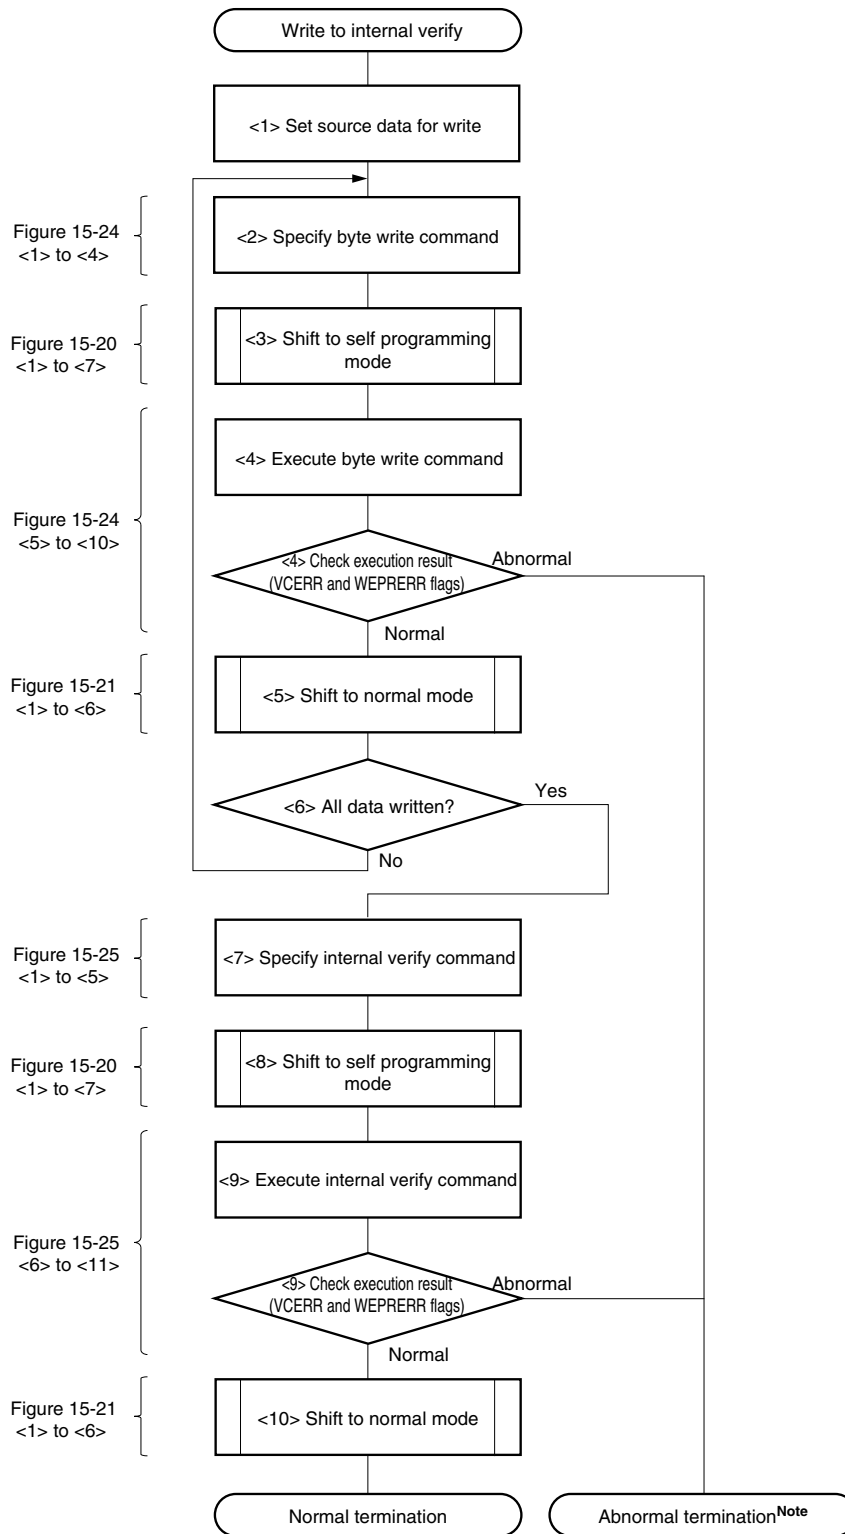 Write to internal verify
<1> Set source data for write
Figure 15-24
<1> to <4>
<2> Specify byte write command
Figure 15-20
<1> to <7>
<3> Shift to self programming
mode
<4> Execute byte write command
Figure 15-24
<5> to <10>
<4> Check execution result
(VCERR and WEPRERR flags)
Abnormal
Normal
Figure 15-21
<1> to <6>
<5> Shift to normal mode
<6> All data written?
Yes
No
Figure 15-25
<1> to <5>
<7> Specify internal verify command
Figure 15-20
<1> to <7>
<8> Shift to self programming
mode
<9> Execute internal verify command
Figure 15-25
<6> to <11>
<9> Check execution result
(VCERR and WEPRERR flags)
Abnormal
Normal
Figure 15-21
<1> to <6>
<10> Shift to normal mode
Normal termination
Abnormal termination Note